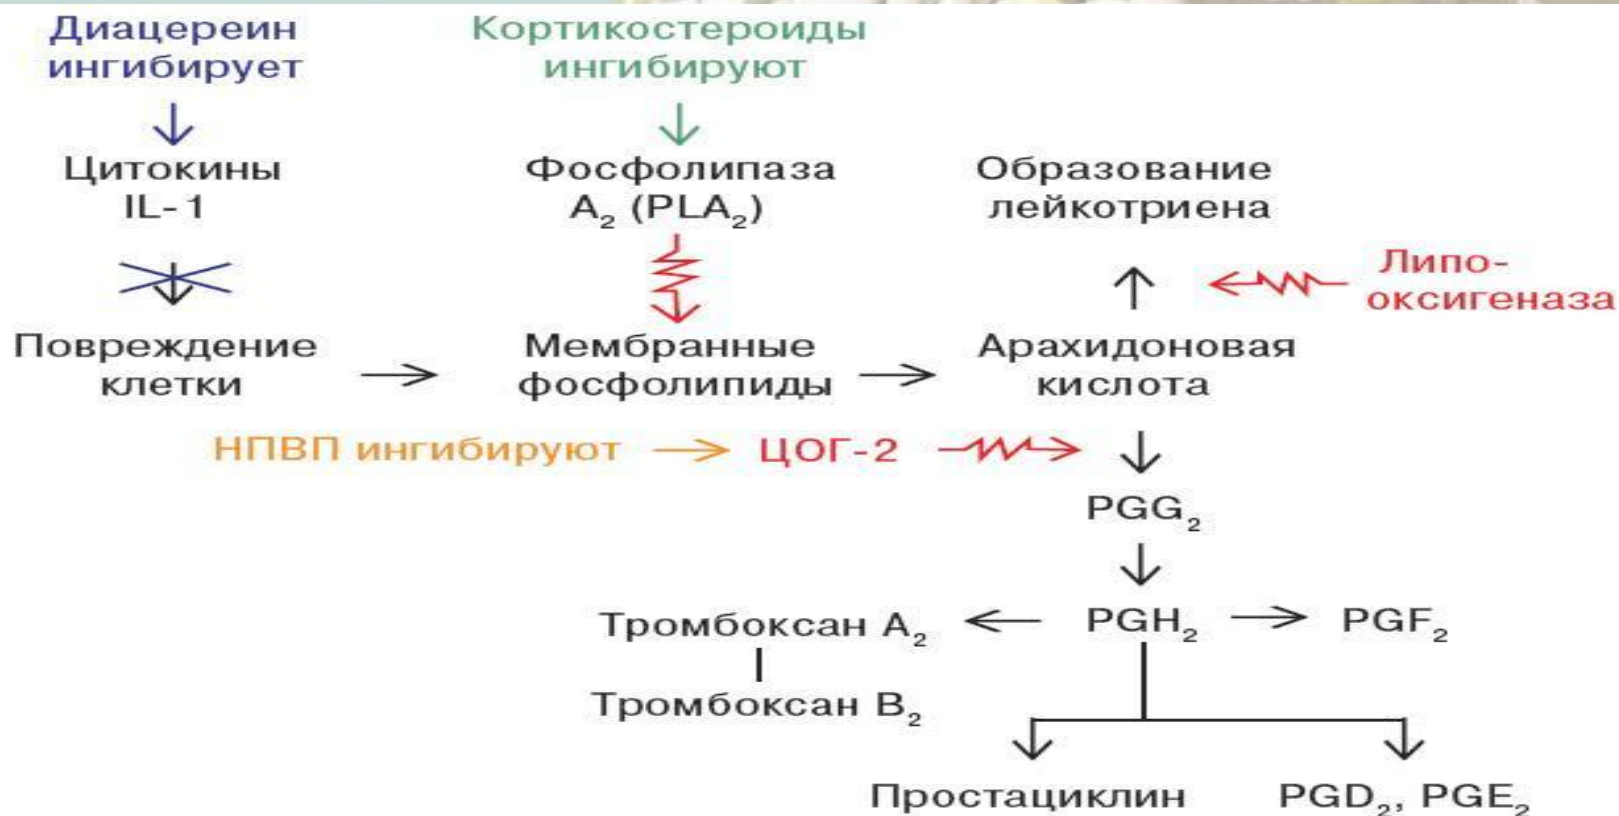 Диацереин
ингибирует
Кортикостероиды
ингибируют
Цитокины
IL-1
Фосфолипаза
A₂ (PLA₂)
Образование
лейкотриена
Липо-
оксигеназа
Повреждение
клетки
Мембранные
фосфолипиды
Арахидоновая
кислота
НПВП ингибируют
ЦОГ-2
PGG₂
Тромбоксан A₂
PGH₂
PGF₂
Тромбоксан B₂
Простациклин
PGD₂, PGE₂